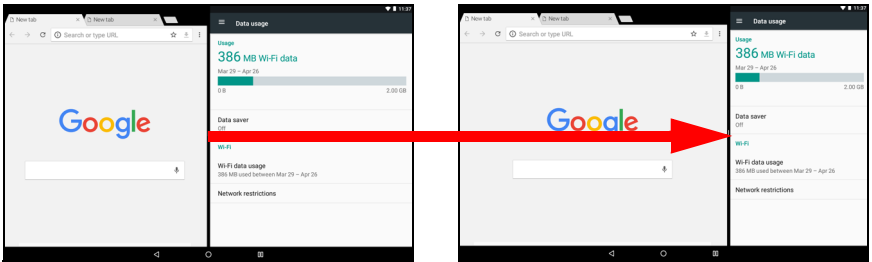 11:37
New tab
New tab
Data usage
Search or type URL
Usage
386 MB Wi-Fi data
Mar 29 – Apr 26
0 B
2.00 GB
Google
Data saver
Off
Wi-Fi
Wi-Fi data usage
386 MB used between Mar 29 – Apr 26
Network restrictions
11:37
New tab
New tab
Data usage
Search or type URL
Usage
386 MB Wi-Fi data
Mar 29 – Apr 26
0 B
2.00 GB
Google
Data saver
Off
Wi-Fi
Wi-Fi data usage
386 MB used between Mar 29 – Apr 26
Network restrictions